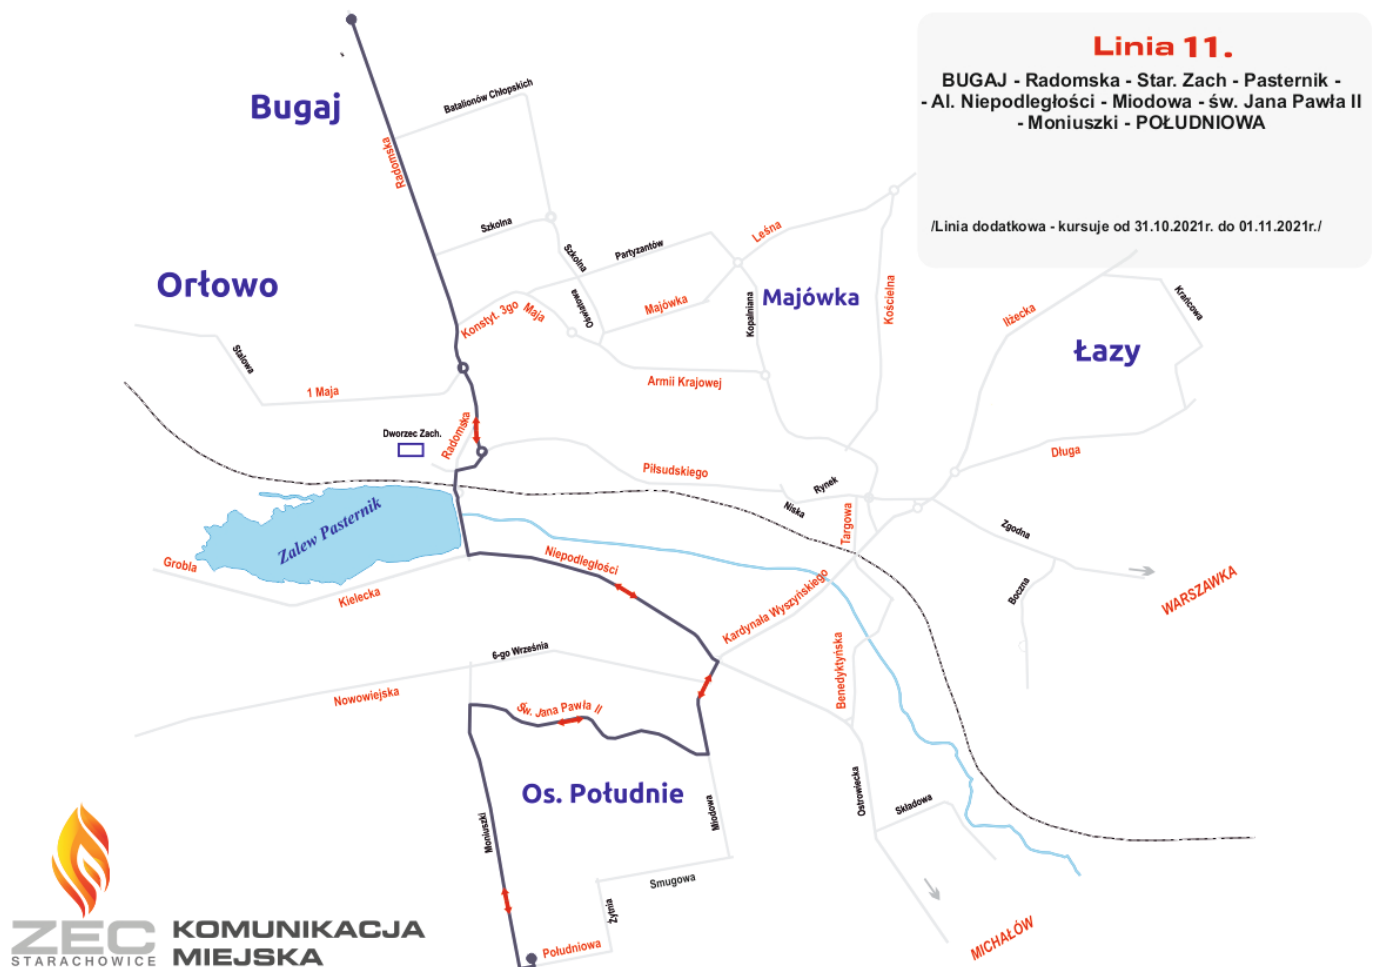 Linia 11.
BUGAJ - Radomska - Star. Zach - Pasternik -
- Al. Niepodległości - Miodowa - św. Jana Pawła II
- Moniuszki - POŁUDNIOWA
/Linia dodatkowa - kursuje od 31.10.2021r. do 01.11.2021r./
Bugaj
Batalionów Chłopskich
Radomska
Szkolna
Szkolna
Partyzantów
Leśna
Orłowo
Majówka
Kościelna
Krańcowa
Oświatowa
Majówka
Kopalniana
Iłżecka
Konstyt. 3go Maja
Łazy
Stalowa
1 Maja
Armii Krajowej
Dworzec Zach.
Radomska
Piłsudskiego
Długa
Rynek
Niska
Targowa
Zgodna
Zalew Pasternik
Niepodległości
Grobla
Kielecka
Kardynała Wyszyńskiego
Boczna
WARSZAWKA
6-go Września
Benedyktyńska
Nowowiejska
Św. Jana Pawła II
Os. Południe
Moniuszki
Miodowa
Ostrowiecka
Składowa
Smugowa
Żytnia
Południowa
MICHAŁÓW
ZEC
STARACHOWICE
KOMUNIKACJA
MIEJSKA